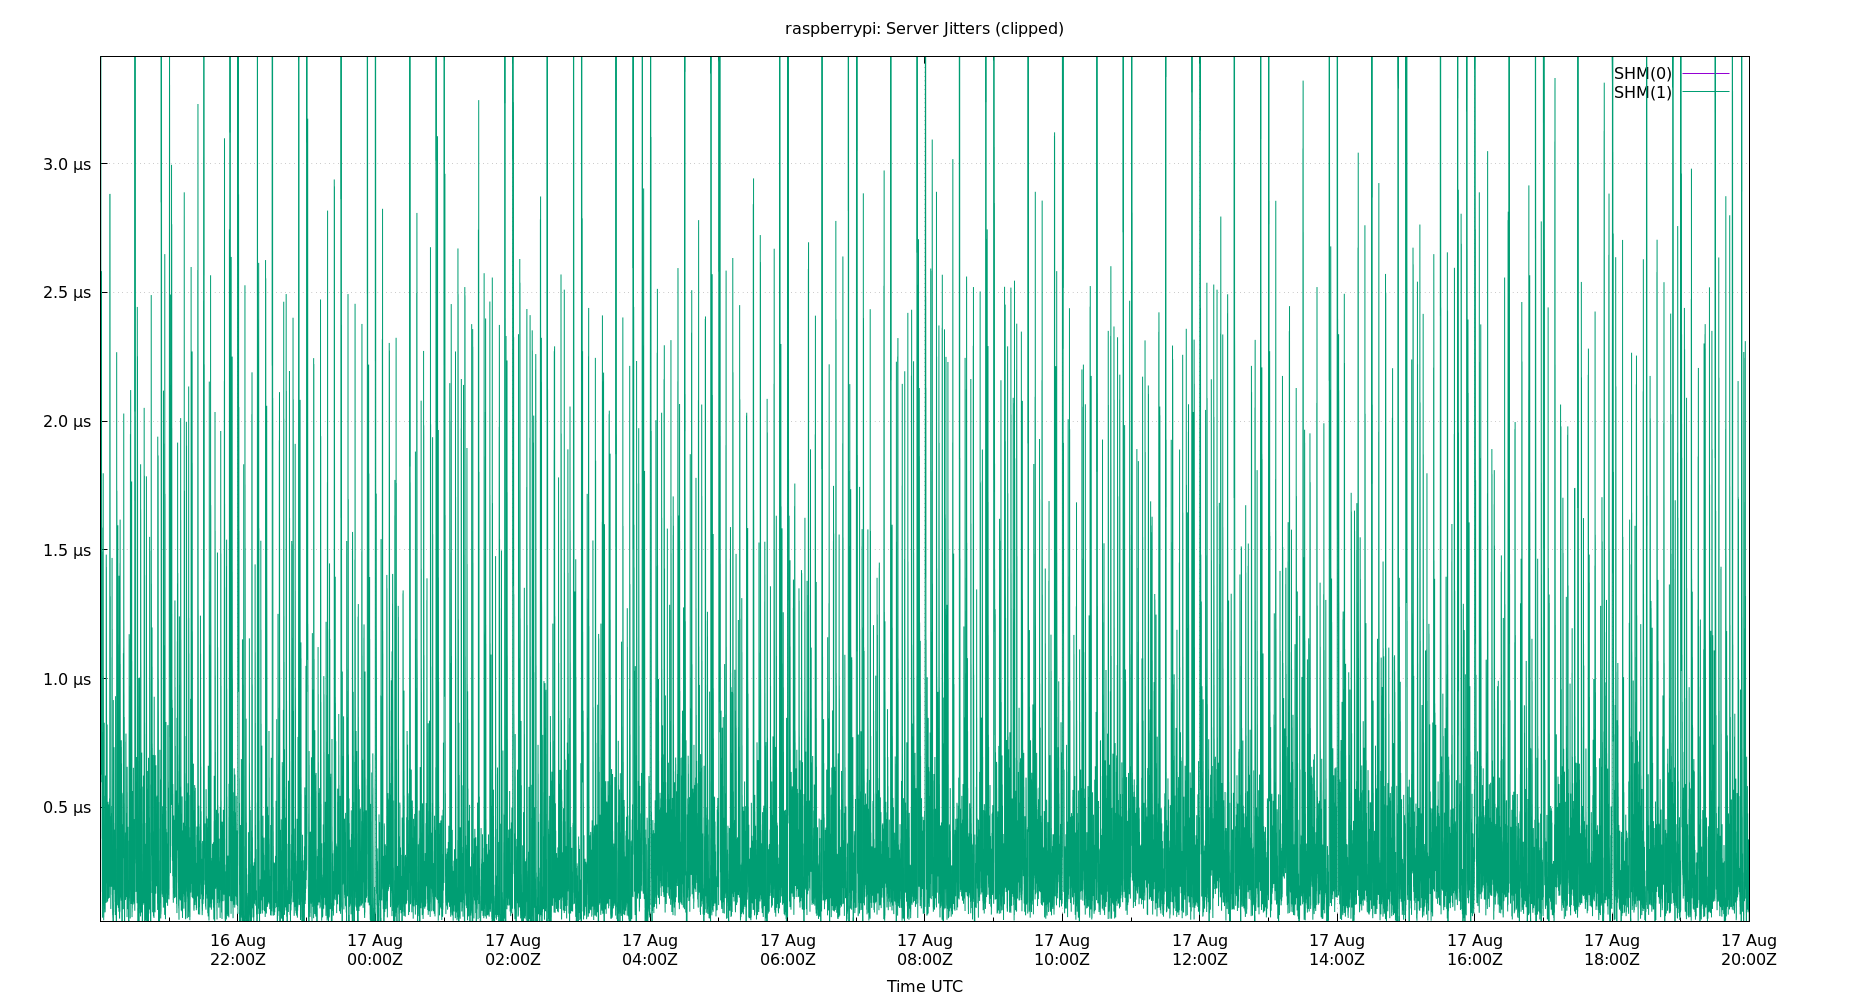 raspberrypi: Server Jitters (clipped)
SHM(0)
SHM(1)
3.0 µs
2.5 µs
2.0 µs
1.5 µs
1.0 µs
0.5 µs
16 Aug 17 Aug 17 Aug 17 Aug 17 Aug 17 Aug 17 Aug 17 Aug 17 Aug 17 Aug 17 Aug 17 Aug
22:00Z 00:00Z 02:00Z 04:00Z 06:00Z 08:00Z 10:00Z 12:00Z 14:00Z 16:00Z 18:00Z 20:00Z
Time UTC